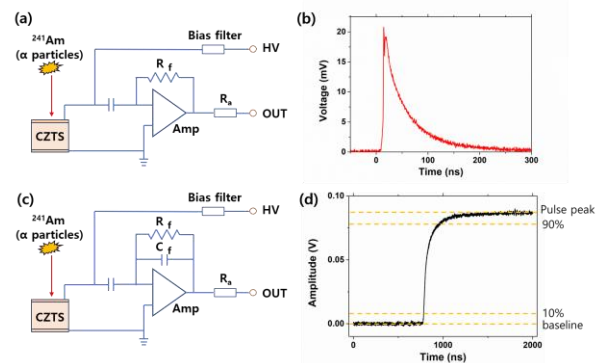 (a)
241Am
(α particles)
CZTS
Bias filter
HV
R f
Ra
OUT
Amp
(b)
Voltage (mV)
20
15
10
5
0
0
100
200
300
Time (ns)
(c)
241Am
(α particles)
CZTS
Bias filter
HV
R f
C f
Ra
OUT
Amp
(d)
Amplitude (V)
0.10
0.05
0.00
0
1000
2000
Time (ns)
Pulse peak
90%
10%
baseline